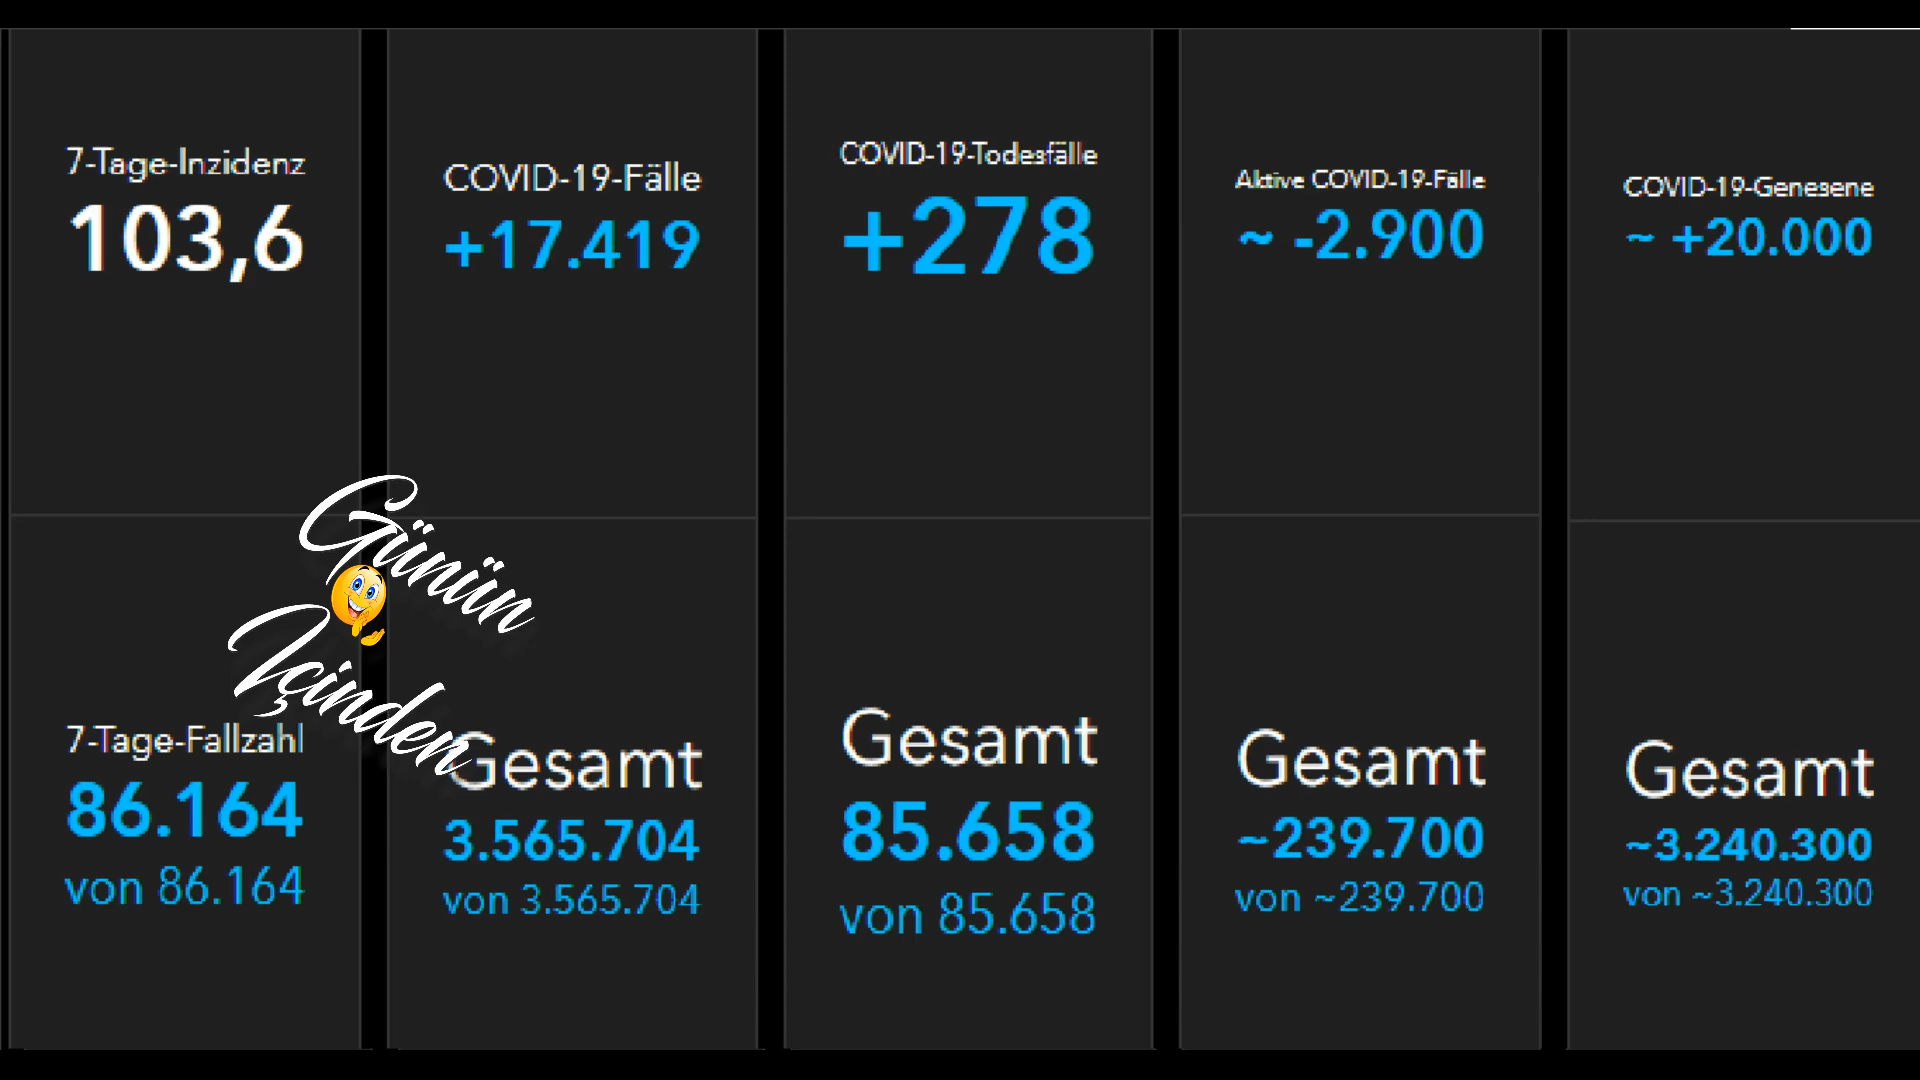 7-Tage-Inzidenz
103,6
COVID-19-Fälle
+17.419
COVID-19-Todesfälle
+278
Aktive COVID-19-Fälle
~ -2.900
COVID-19-Genesene
~ +20.000
Günün
İçinden
7-Tage-Fallzahl
86.164
von 86.164
Gesamt
3.565.704
von 3.565.704
Gesamt
85.658
von 85.658
Gesamt
~239.700
von ~239.700
Gesamt
~3.240.300
von ~3.240.300